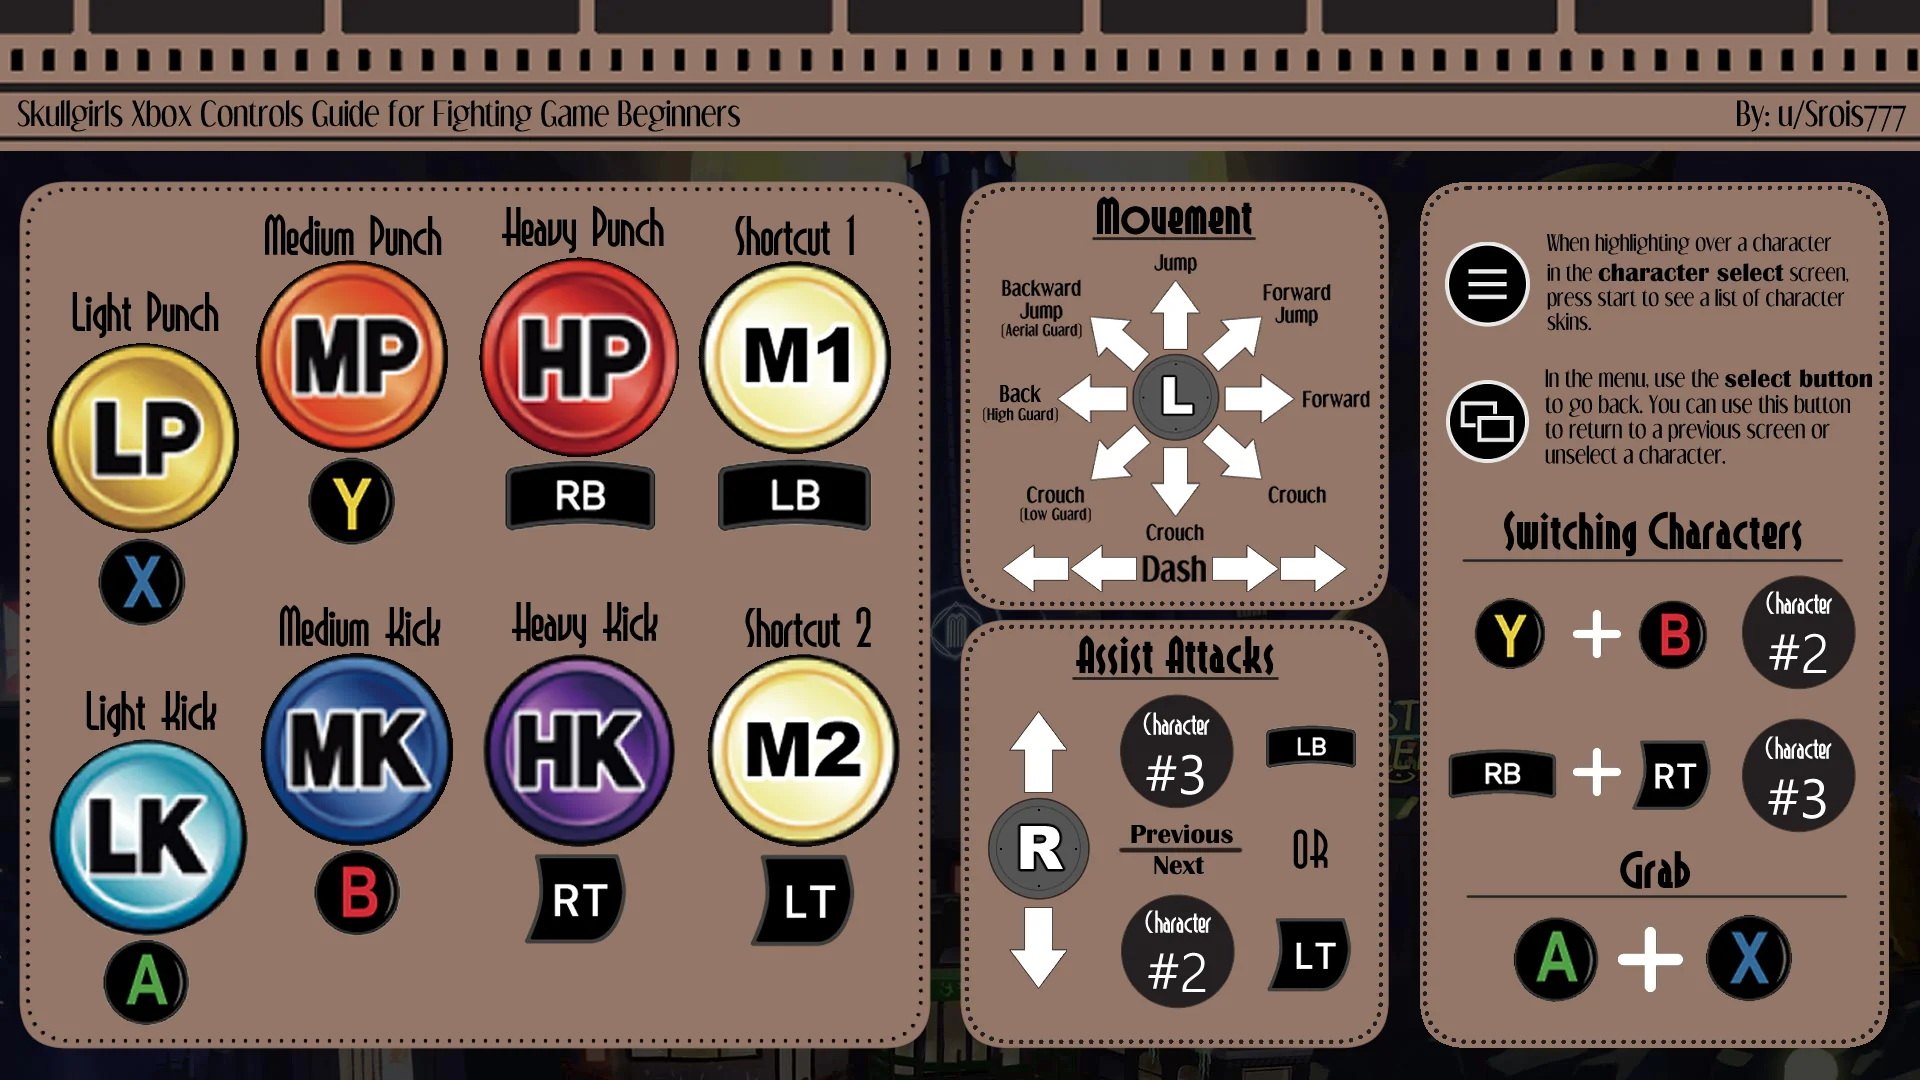 Skullgirls Xbox Controls Guide for Fighting Game Beginners
By: u/Srois777
Light Punch
LP
X
Medium Punch
MP
Y
Heavy Punch
HP
RB
Shortcut 1
M1
LB
Light Kick
LK
A
Medium Kick
MK
B
Heavy Kick
HK
RT
Shortcut 2
M2
LT
Movement
Jump
Backward
Jump
(Aerial Guard)
Forward
Jump
Back
(High Guard)
L
Forward
Crouch
(Low Guard)
Crouch
Crouch
Dash
Assist Attacks
Character
#3
LB
R
Previous
Next
OR
Character
#2
LT
When highlighting over a character
in the character select screen,
press start to see a list of character
skins.
In the menu, use the select button
to go back. You can use this button
to return to a previous screen or
unselect a character.
Switching Characters
Y + B
Character
#2
RB + RT
Character
#3
Grab
A + X